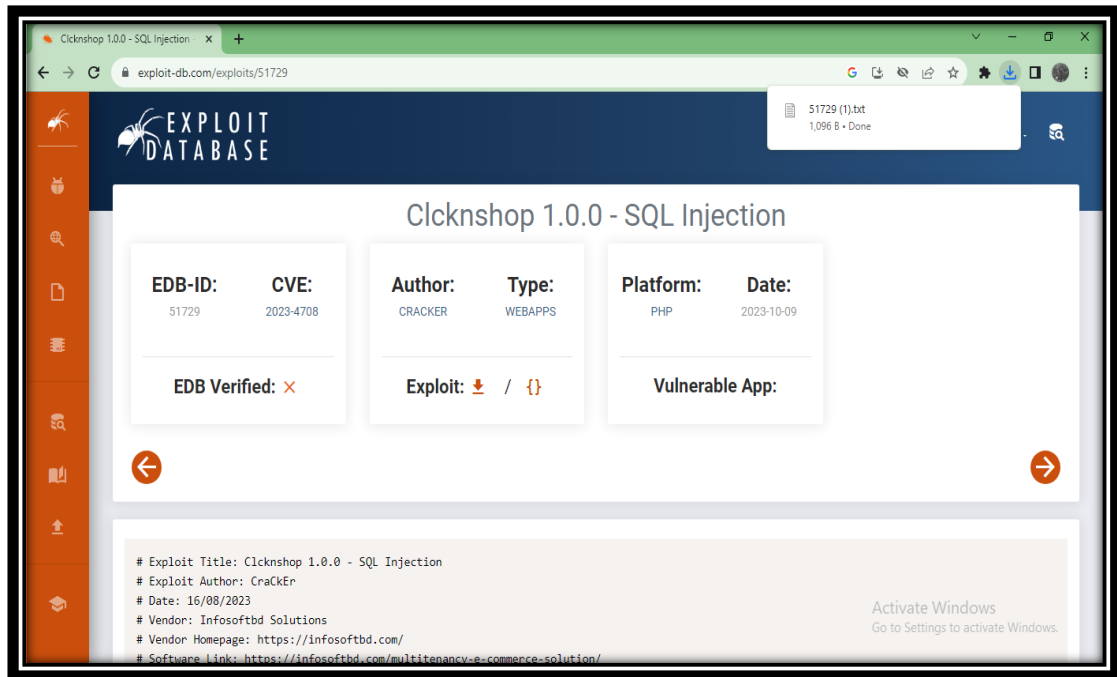 Clcknshop 1.0.0 - SQL Injection
exploit-db.com/exploits/51729
51729 (1).txt
1,096 B • Done
EXPLOIT
DATABASE
Clcknshop 1.0.0 - SQL Injection
EDB-ID:
51729
CVE:
2023-4708
EDB Verified: ×
Author:
CRACKER
Type:
WEBAPPS
Exploit: / {}
Platform:
PHP
Date:
2023-10-09
Vulnerable App:
# Exploit Title: Clcknshop 1.0.0 - SQL Injection
# Exploit Author: CraCkEr
# Date: 16/08/2023
# Vendor: Infosoftbd Solutions
# Vendor Homepage: https://infosoftbd.com/
# Software Link: https://infosoftbd.com/multitenancy-e-commerce-solution/
Activate Windows
Go to Settings to activate Windows.